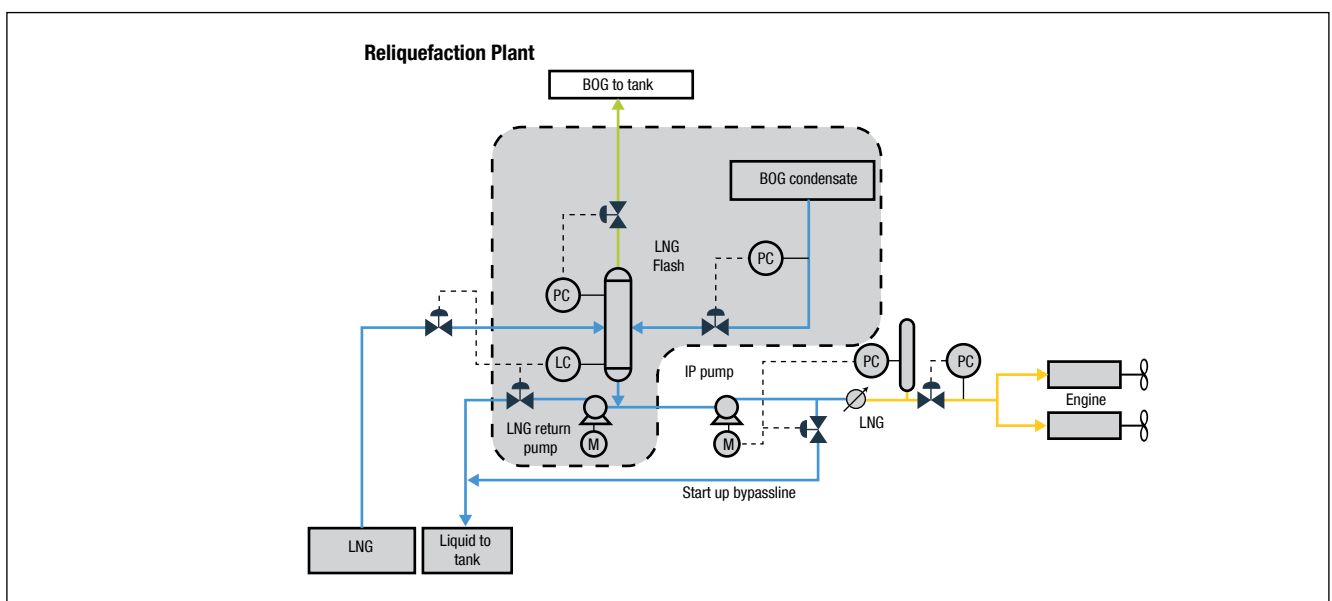 Reliquefaction Plant
BOG to tank
BOG condensate
LNG
Flash
PC
PC
LC
IP pump
PC
PC
Engine
LNG
LNG return
pump
M
M
Start up bypassline
LNG
Liquid to
tank